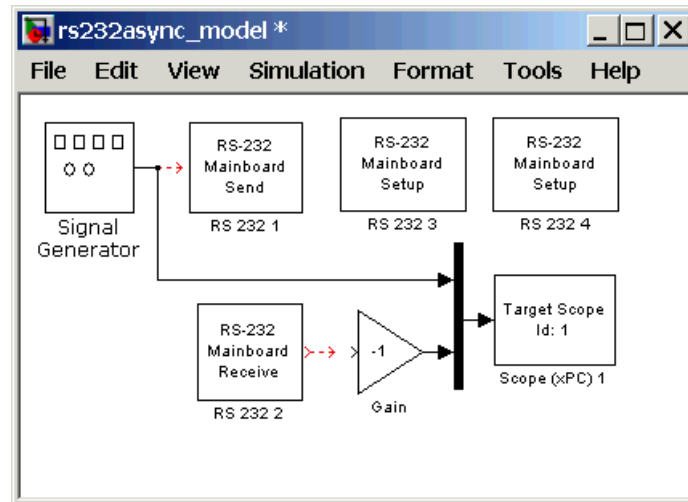 rs232async_model *
File Edit View Simulation Format Tools Help
Signal
Generator
RS-232
Mainboard
Send
RS 232 1
RS-232
Mainboard
Setup
RS 232 3
RS-232
Mainboard
Setup
RS 232 4
RS-232
Mainboard
Receive
RS 232 2
-1
Gain
Target Scope
Id: 1
Scope (xPC) 1